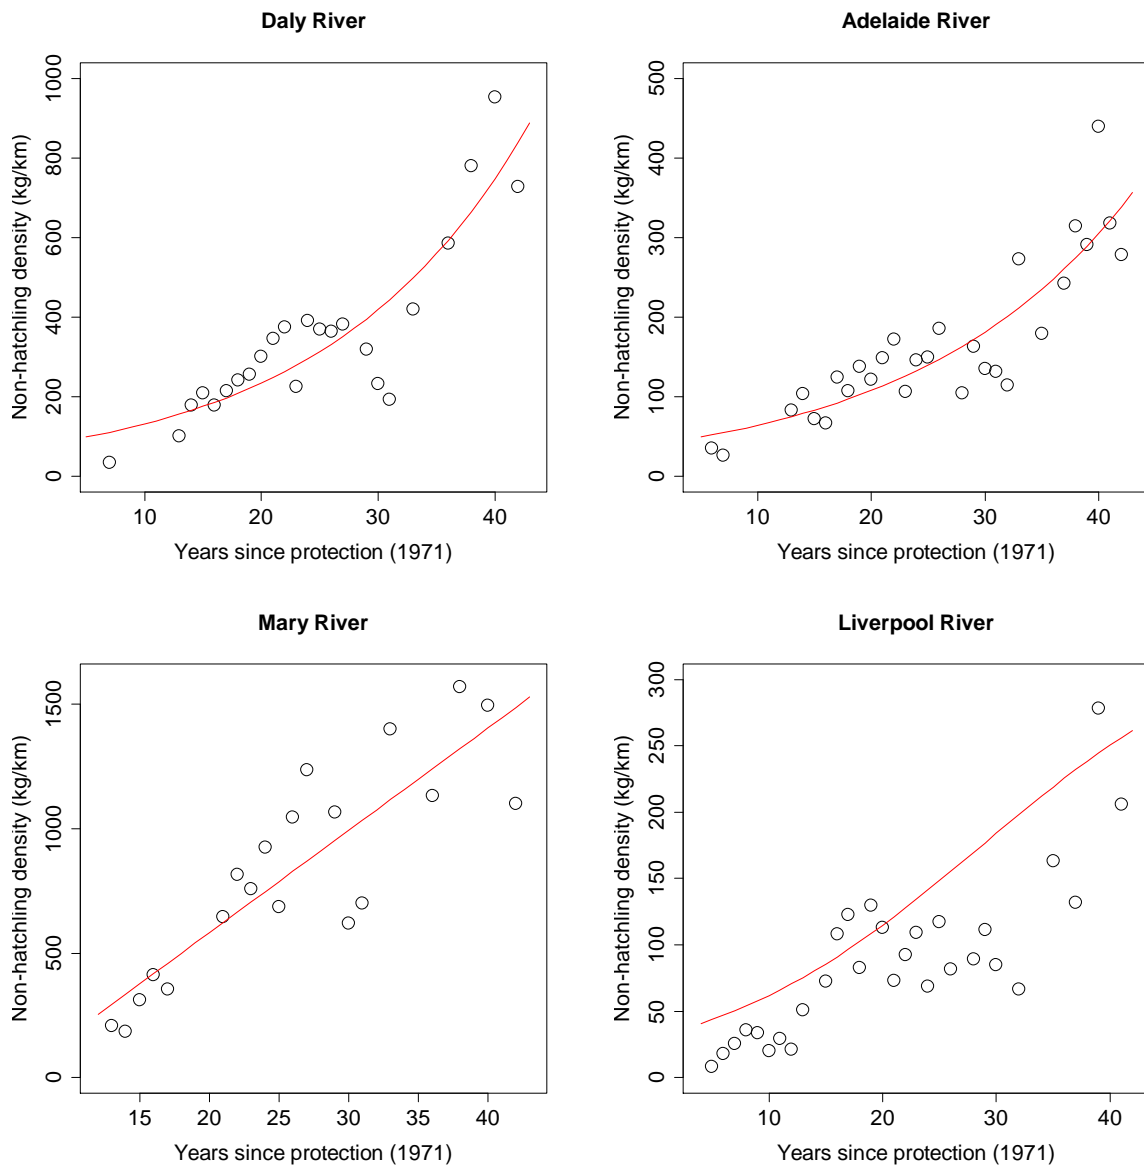 Daly River
Non-hatchling density (kg/km)
0 200 400 600 800 1000
10 20 30 40
Years since protection (1971)
Adelaide River
Non-hatchling density (kg/km)
0 100 200 300 400 500
10 20 30 40
Years since protection (1971)
Mary River
Non-hatchling density (kg/km)
0 500 1000 1500
15 20 25 30 35 40
Years since protection (1971)
Liverpool River
Non-hatchling density (kg/km)
0 50 100 150 200 250 300
10 20 30 40
Years since protection (1971)